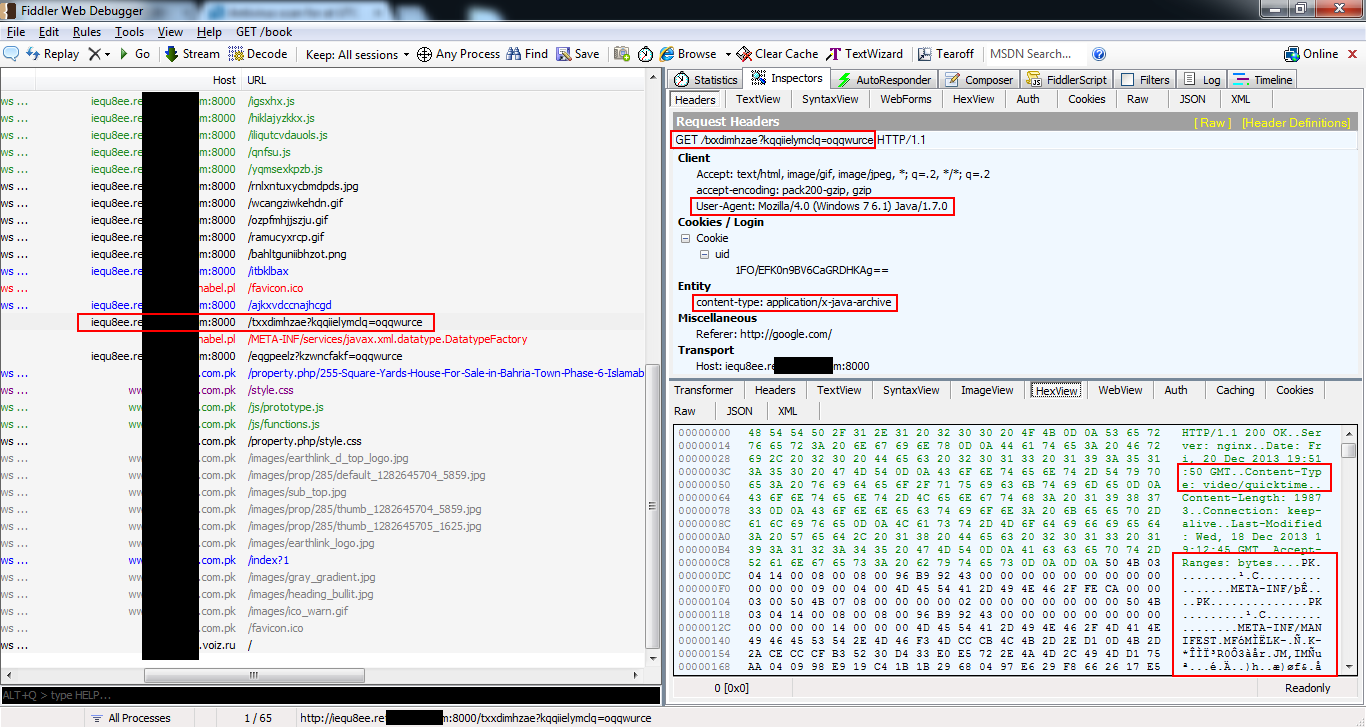 Fiddler Web Debugger
File Edit Rules Tools View Help GET /book
Replay Go Stream Decode Keep: All sessions Any Process Find Save Browse Clear Cache TextWizard Tearoff MSDN Search... Online
Host URL
ws ... iequ8ee.re m:8000 /igsxhx.js
ws ... iequ8ee.re m:8000 /hiklajyzkkx.js
ws ... iequ8ee.re m:8000 /iliqutcvdauols.js
ws ... iequ8ee.re m:8000 /qnfsu.js
ws ... iequ8ee.re m:8000 /yqmsexkpzb.js
ws ... iequ8ee.re m:8000 /rnlxntuxycbmdpds.jpg
ws ... iequ8ee.re m:8000 /wcangziwkehdn.gif
ws ... iequ8ee.re m:8000 /ozpfmhjjszju.gif
ws ... iequ8ee.re m:8000 /ramucyxrcp.gif
ws ... iequ8ee.re m:8000 /bahltguniibhzot.png
ws ... iequ8ee.re m:8000 /itbklbax
ws ... nabel.pl /favicon.ico
ws ... iequ8ee.re m:8000 /ajkxvdccnajhcgd
iequ8ee.re m:8000 /txxdimhzae?kqqiielymclq=oqqwurce
nabel.pl /META-INF/services/javax.xml.datatype.DatatypeFactory
iequ8ee.re m:8000 /eqgpeelz?kzwncfakf=oqqwurce
ws ... .com.pk /property.php/255-Square-Yards-House-For-Sale-in-Bahria-Town-Phase-6-Islamab
ws ... ww .com.pk /style.css
ws ... ww .com.pk /js/prototype.js
ws ... ww .com.pk /js/functions.js
ws ... .com.pk /property.php/style.css
ws ... ww .com.pk /images/earthlink_d_top_logo.jpg
ws ... ww .com.pk /images/prop/285/default_1282645704_5859.jpg
ws ... ww .com.pk /images/sub_top.jpg
ws ... ww .com.pk /images/prop/285/thumb_1282645704_5859.jpg
ws ... ww .com.pk /images/prop/285/thumb_1282645705_1625.jpg
ws ... ww .com.pk /images/earthlink_logo.jpg
ws ... .com.pk /index?1
ws ... ww .com.pk /images/gray_gradient.jpg
ws ... ww .com.pk /images/heading_bullit.jpg
ws ... ww .com.pk /images/ico_warn.gif
ws ... .com.pk /favicon.ico
ws ... .voiz.ru /
ALT+Q > type HELP...
All Processes 1 / 65 http://iequ8ee.re m:8000/txxdimhzae?kqqiielymclq=oqqwurce
Statistics Inspectors AutoResponder Composer FiddlerScript Filters Log Timeline
Headers TextView SyntaxView WebForms HexView Auth Cookies Raw JSON XML
Request Headers [ Raw ] [Header Definitions]
GET /txxdimhzae?kqqiielymclq=oqqwurce HTTP/1.1
Client
Accept: text/html, image/gif, image/jpeg, *; q=.2, */*; q=.2
accept-encoding: pack200-gzip, gzip
User-Agent: Mozilla/4.0 (Windows 7 6.1) Java/1.7.0
Cookies / Login
Cookie
uid
1FO/EFK0n9BV6CaGRDHKAg==
Entity
content-type: application/x-java-archive
Miscellaneous
Referer: http://google.com/
Transport
Host: iequ8ee.re m:8000
Transformer Headers TextView SyntaxView ImageView HexView WebView Auth Caching Cookies
Raw JSON XML
00000000 48 54 54 50 2F 31 2E 31 20 32 30 30 20 4F 4B 0D 0A 53 65 72 HTTP/1.1 200 OK..Ser
00000014 76 65 72 3A 20 6E 67 69 6E 78 0D 0A 44 61 74 65 3A 20 46 72 ver: nginx..Date: Fr
00000028 69 2C 20 32 30 20 44 65 63 20 32 30 31 33 20 31 39 3A 35 31 i, 20 Dec 2013 19:51
0000003C 3A 35 30 20 47 4D 54 0D 0A 43 6F 6E 74 65 6E 74 2D 54 79 70 :50 GMT..Content-Typ
00000050 65 3A 20 76 69 64 65 6F 2F 71 75 69 63 6B 74 69 6D 65 0D 0A e: video/quicktime..
00000064 43 6F 6E 74 65 6E 74 2D 4C 65 6E 67 74 68 3A 20 31 39 38 37 Content-Length: 1987
00000078 33 0D 0A 43 6F 6E 6E 65 63 74 69 6F 6E 3A 20 6B 65 65 70 2D 3..Connection: keep-
0000008C 61 6C 69 76 65 0D 0A 4C 61 73 74 2D 4D 6F 64 69 66 69 65 64 alive..Last-Modified
000000A0 3A 20 57 65 64 2C 20 31 38 20 44 65 63 20 32 30 31 33 20 31 : Wed, 18 Dec 2013 1
000000B4 39 3A 31 32 3A 34 35 20 47 4D 54 0D 0A 41 63 63 65 70 74 2D 9:12:45 GMT..Accept-
000000C8 52 61 6E 67 65 73 3A 20 62 79 74 65 73 0D 0A 0D 0A 50 4B 03 Ranges: bytes....PK.
000000DC 04 14 00 08 00 08 00 96 B9 92 43 00 00 00 00 00 00 00 00 00
000000F0 00 00 00 09 00 04 00 4D 45 54 41 2D 49 4E 46 2F FE CA 00 00 .......META-INF/þÊ..
00000104 03 00 50 4B 07 08 00 00 00 00 02 00 00 00 00 00 00 00 50 4B ..PK..............PK
00000118 03 04 14 00 08 00 08 00 96 B9 92 43 00 00 00 00 00 00 00 00
0000012C 00 00 00 00 14 00 00 00 4D 45 54 41 2D 49 4E 46 2F 4D 41 4E ........META-INF/MAN
00000140 49 46 45 53 54 2E 4D 46 F3 4D CC CB 4C 4B 2D 2E D1 0D 4B 2D IFEST.MFóMÌËLK-.Ñ.K-
00000154 2A CE CC CF B3 52 30 D4 33 E0 E5 72 2E 4A 4D 2C 49 4D D1 75 *ÎÌÏ³R0Ô3àår.JM,IMÑu
00000168 AA 04 09 98 E9 19 C4 1B 1B 29 68 04 97 E6 29 F8 66 26 17 E5 ª...é.Ä..)h.æ)øf&.å
0 [0x0] Readonly